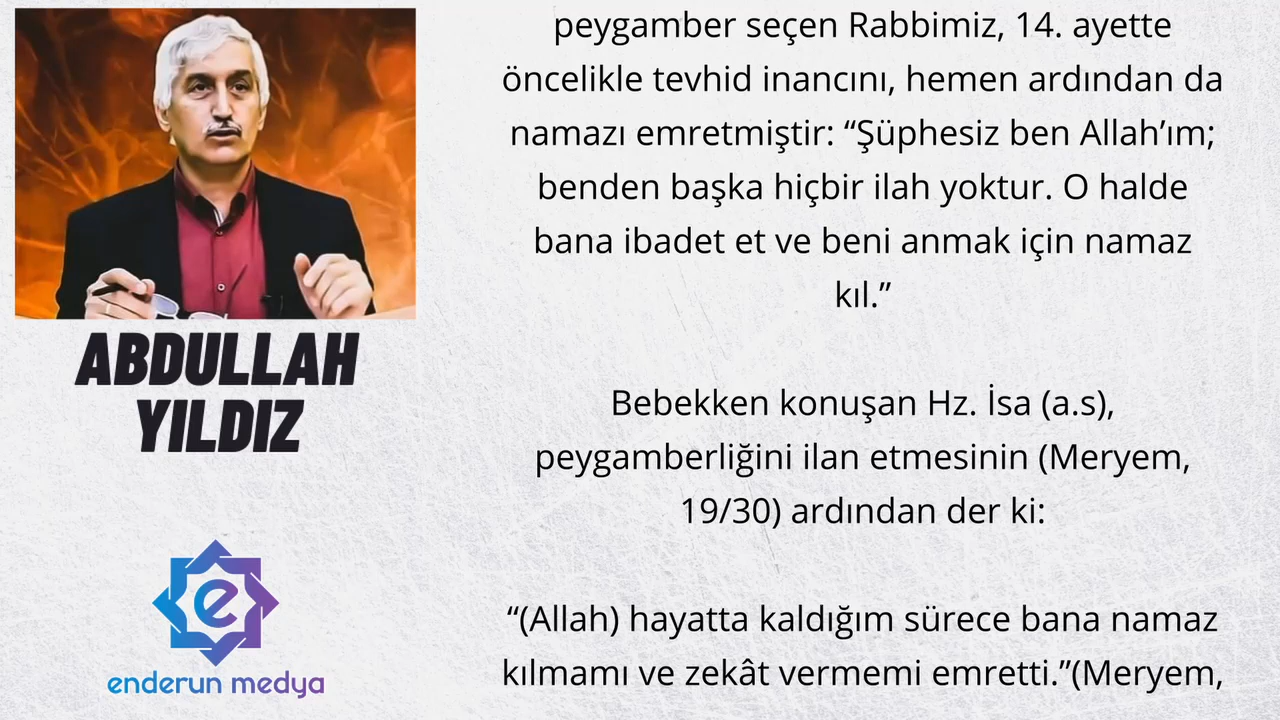 ABDULLAH
YILDIZ
enderun medya
peygamber seçen Rabbimiz, 14. ayette
öncelikle tevhid inancını, hemen ardından da
namazı emretmiştir: “Şüphesiz ben Allah’ım;
benden başka hiçbir ilah yoktur. O halde
bana ibadet et ve beni anmak için namaz
kıl.”
Bebekken konuşan Hz. İsa (a.s),
peygamberliğini ilan etmesinin (Meryem,
19/30) ardından der ki:
“(Allah) hayatta kaldığım sürece bana namaz
kılmamı ve zekât vermemi emretti.”(Meryem,